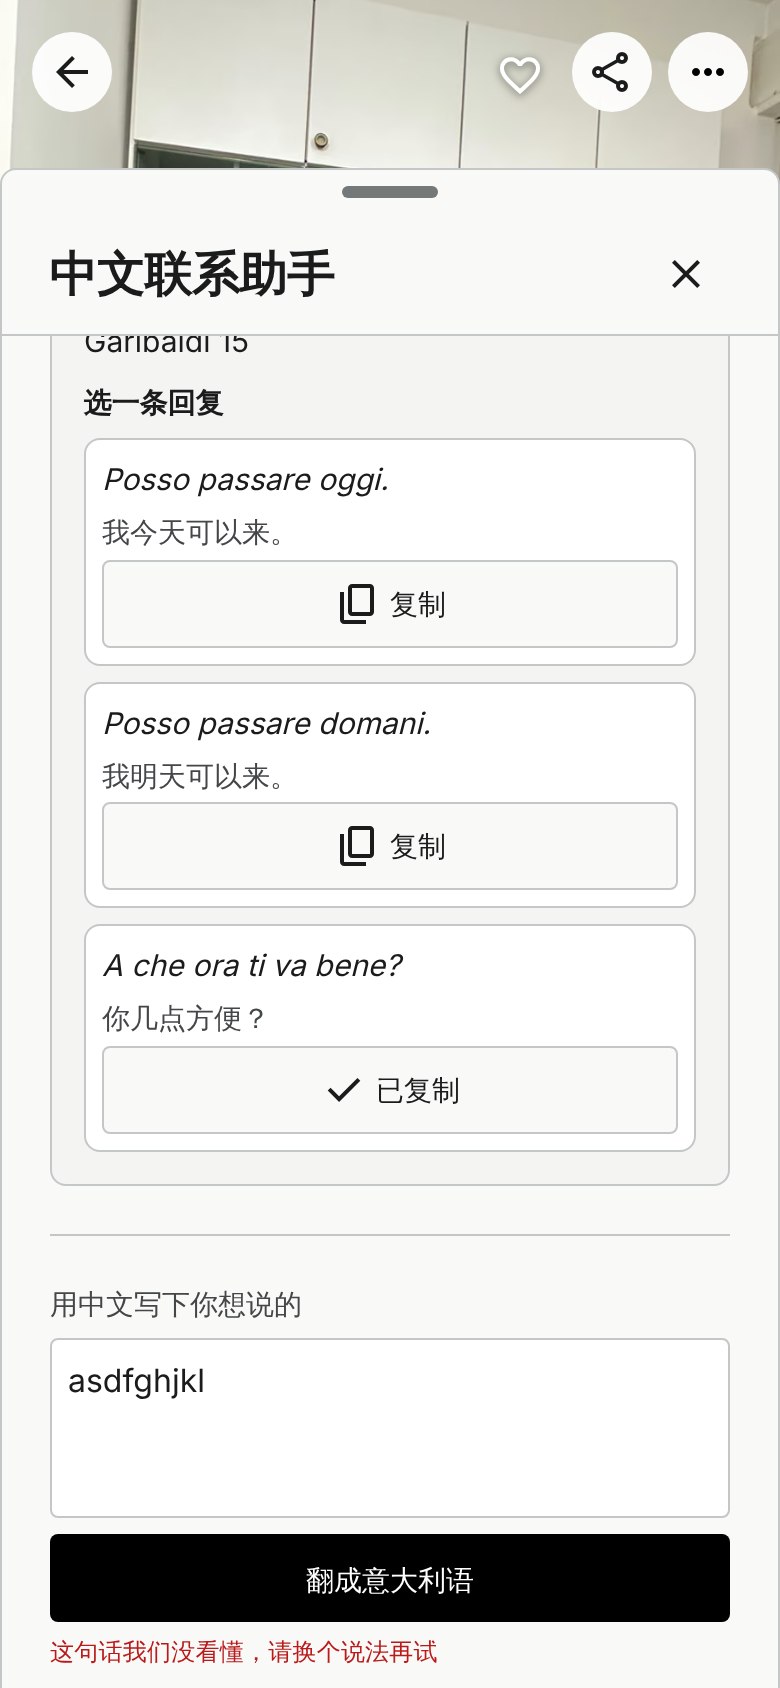 中文联系助手
Garibaldi 15
选一条回复
Posso passare oggi.
我今天可以来。
复制
Posso passare domani.
我明天可以来。
复制
A che ora ti va bene?
你几点方便？
已复制
用中文写下你想说的
asdfghjkl
翻成意大利语
这句话我们没看懂，请换个说法再试